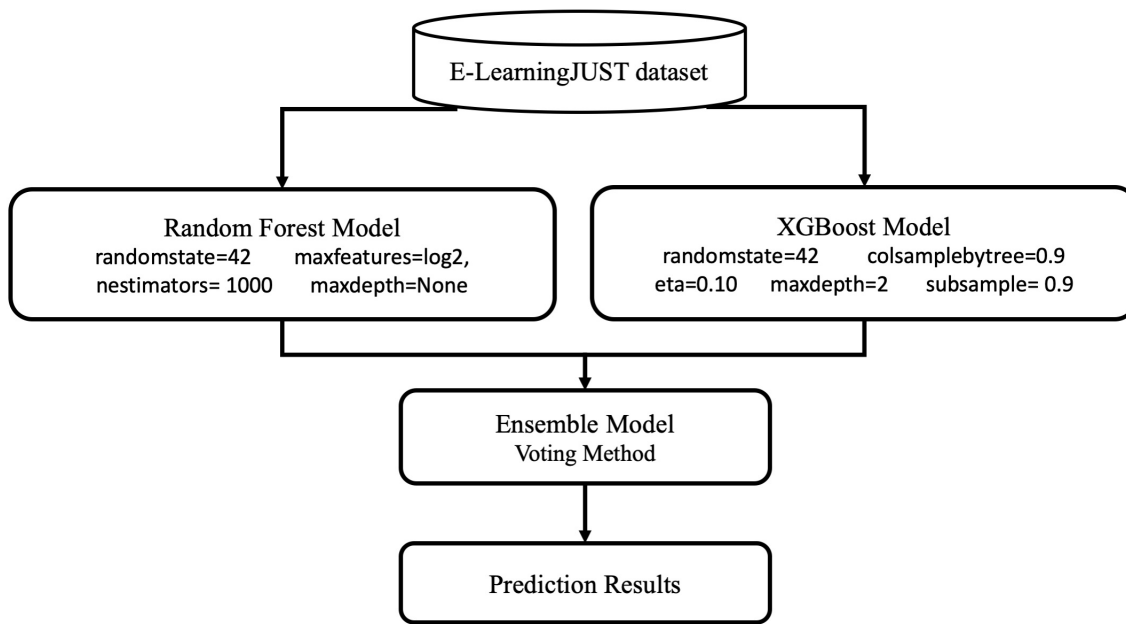 E-LearningJUST dataset
Random Forest Model
randomstate=42 maxfeatures=log2,
nestimators= 1000 maxdepth=None
XGBoost Model
randomstate=42 colsamplebytree=0.9
eta=0.10 maxdepth=2 subsample= 0.9
Ensemble Model
Voting Method
Prediction Results